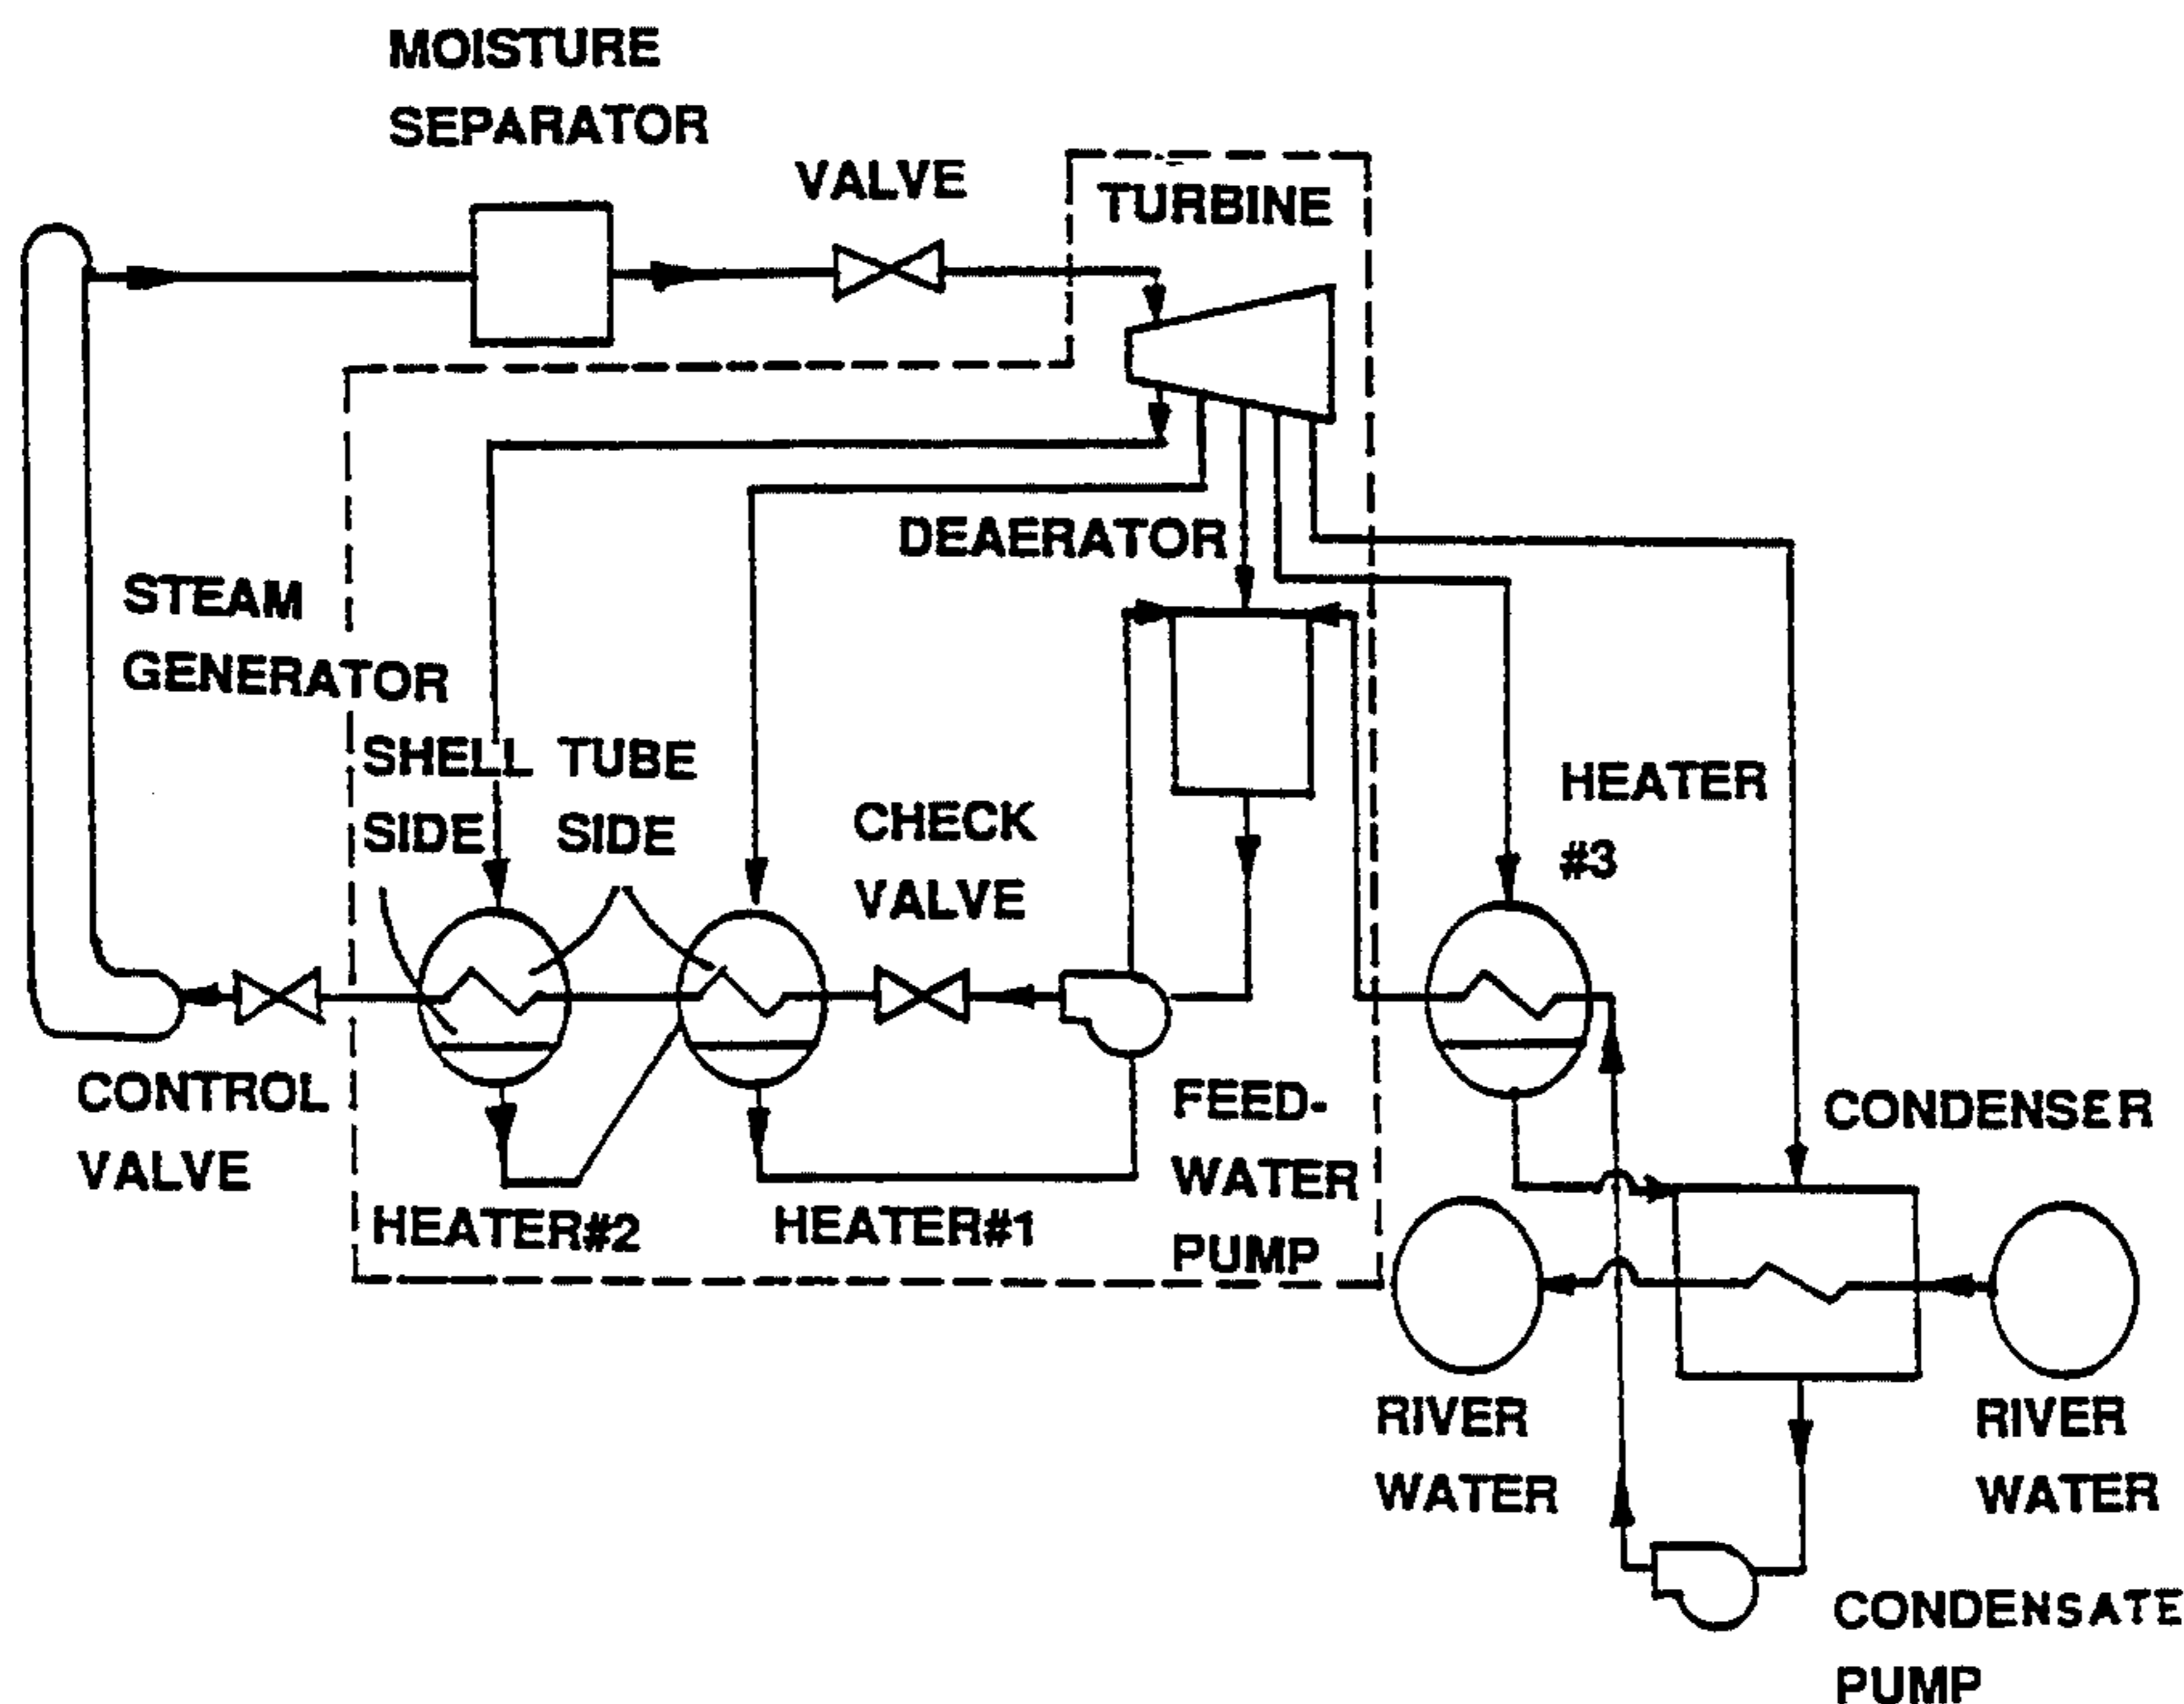 MOISTURE
SEPARATOR
VALVE
TURBINE
DEAERATOR
STEAM
GENERATOR
SHELL
SIDE
TUBE
SIDE
CHECK
VALVE
HEATER
#3
CONTROL
VALVE
HEATER#2
HEATER#1
FEED-
WATER
PUMP
CONDENSER
RIVER
WATER
RIVER
WATER
CONDENSATE
PUMP